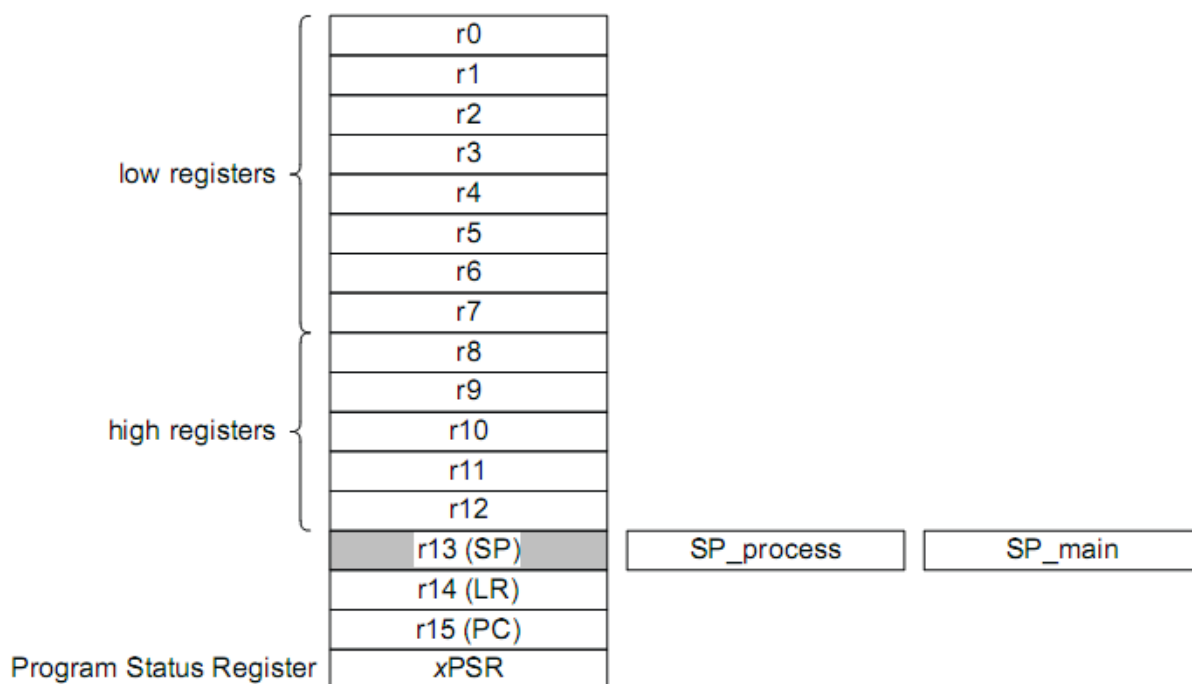 r0
r1
r2
low registers
r3
r4
r5
r6
r7
r8
r9
high registers
r10
r11
r12
r13 (SP) SP_process SP_main
r14 (LR)
r15 (PC)
Program Status Register xPSR